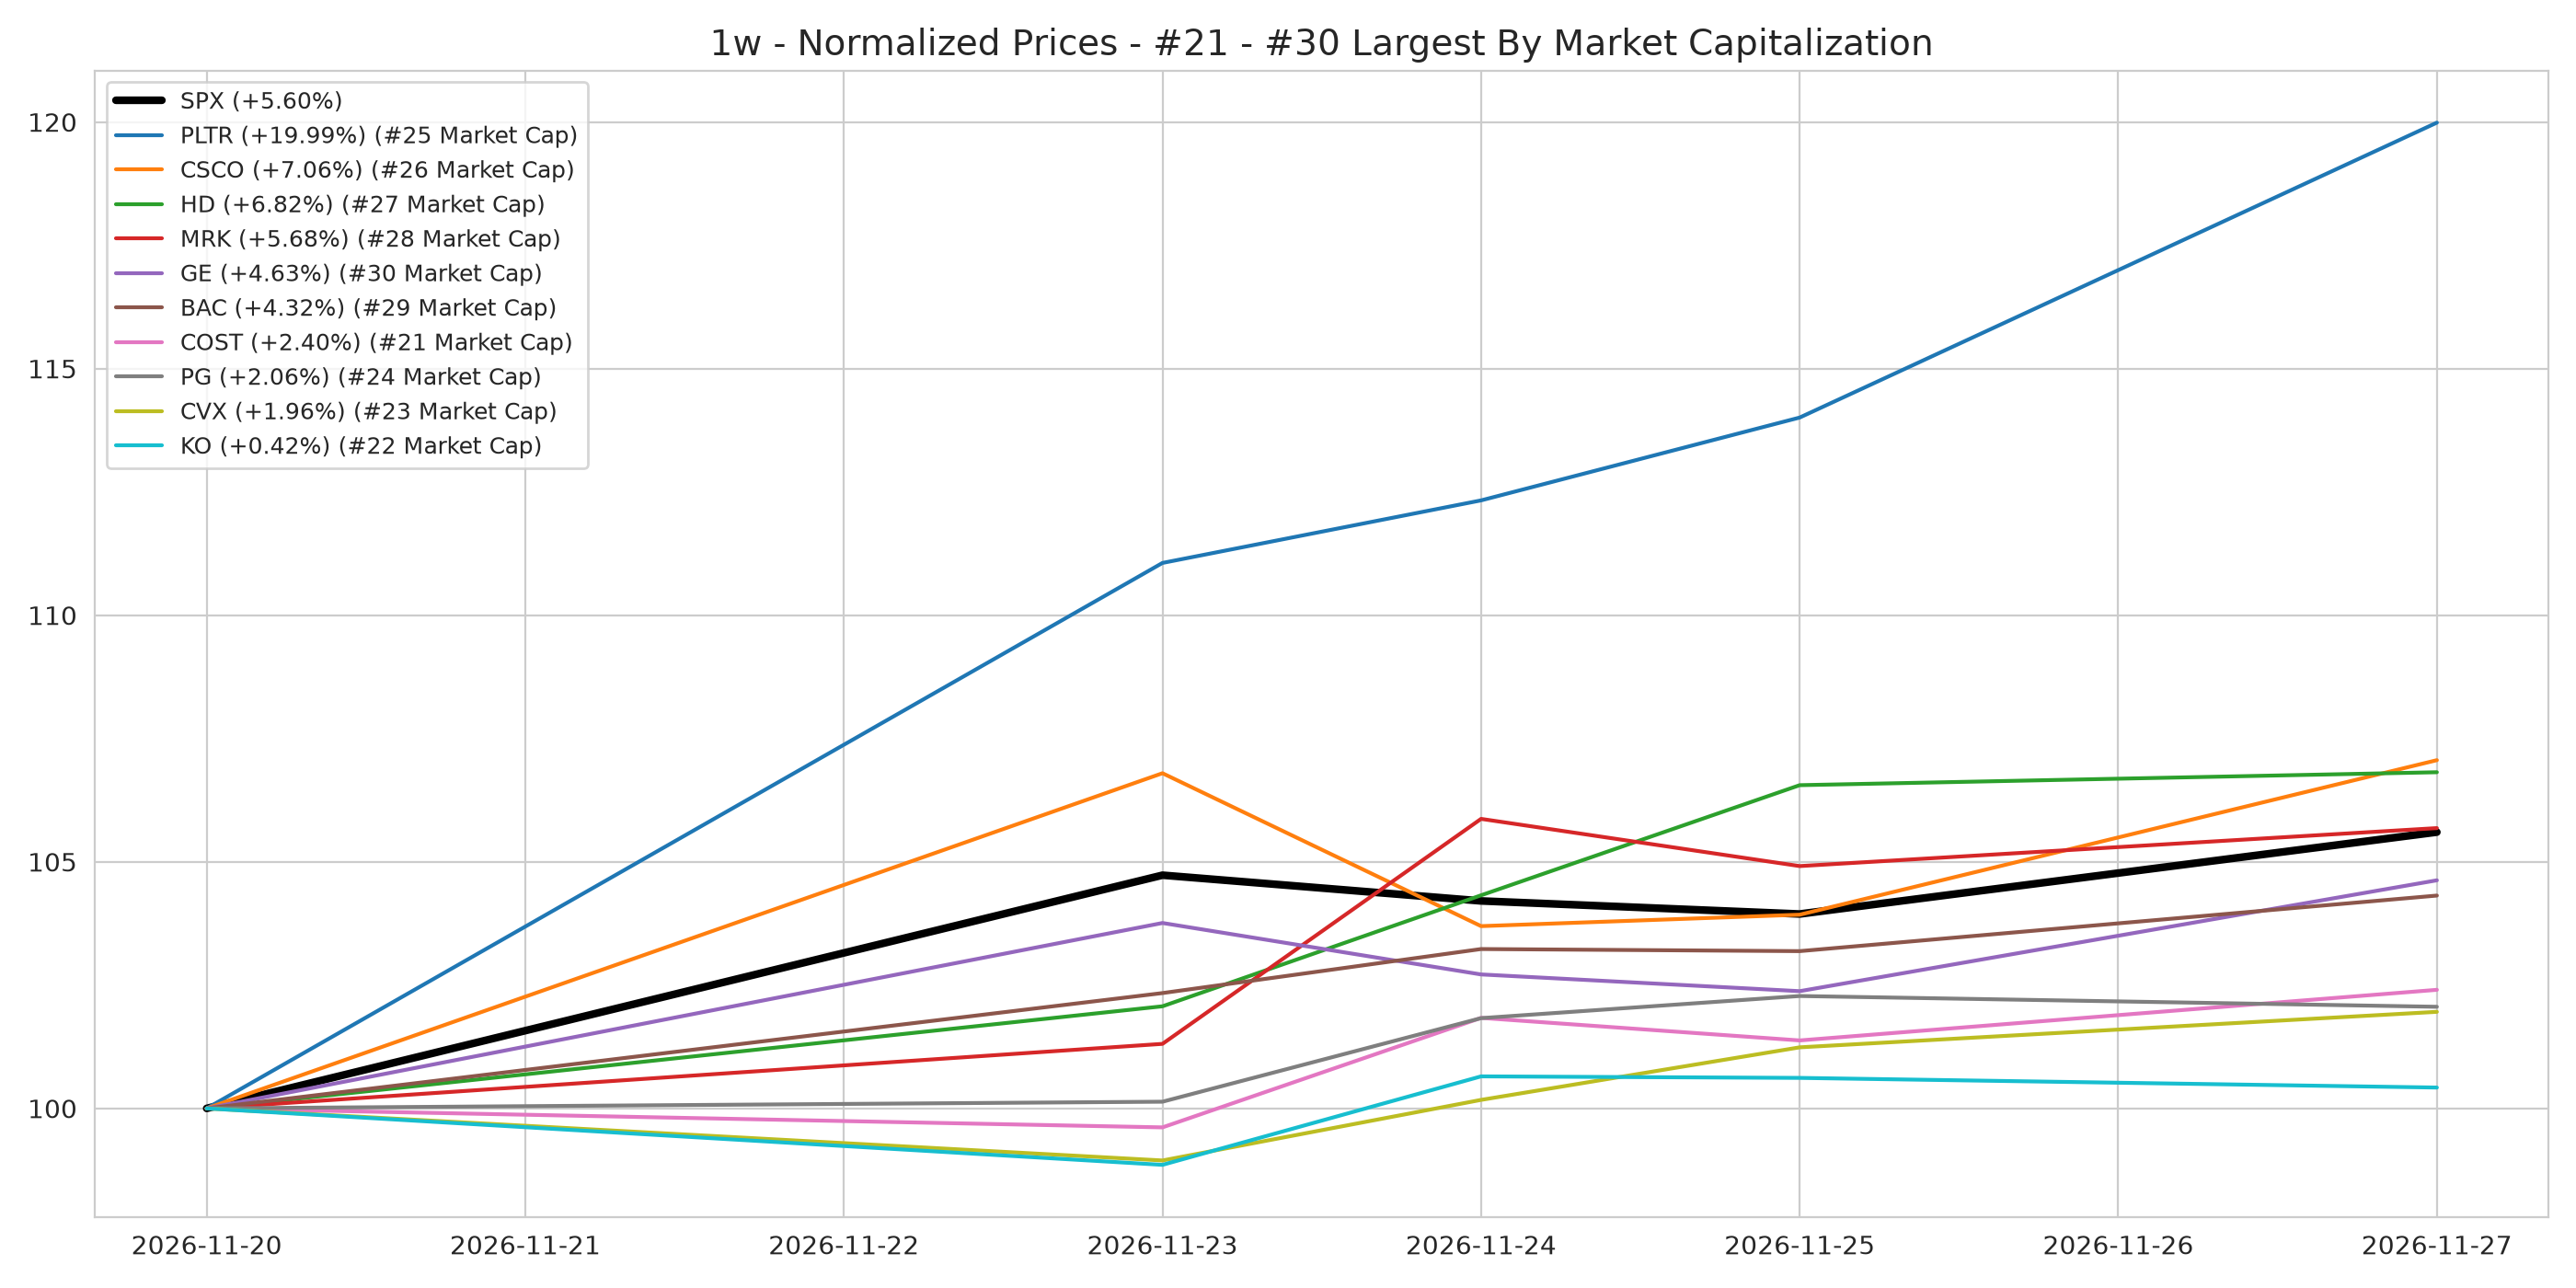 1w - Normalized Prices - #21 - #30 Largest By Market Capitalization
SPX (+5.60%)
PLTR (+19.99%) (#25 Market Cap)
CSCO (+7.06%) (#26 Market Cap)
HD (+6.82%) (#27 Market Cap)
MRK (+5.68%) (#28 Market Cap)
GE (+4.63%) (#30 Market Cap)
BAC (+4.32%) (#29 Market Cap)
COST (+2.40%) (#21 Market Cap)
PG (+2.06%) (#24 Market Cap)
CVX (+1.96%) (#23 Market Cap)
KO (+0.42%) (#22 Market Cap)
120
115
110
105
100
2026-11-20 2026-11-21 2026-11-22 2026-11-23 2026-11-24 2026-11-25 2026-11-26 2026-11-27